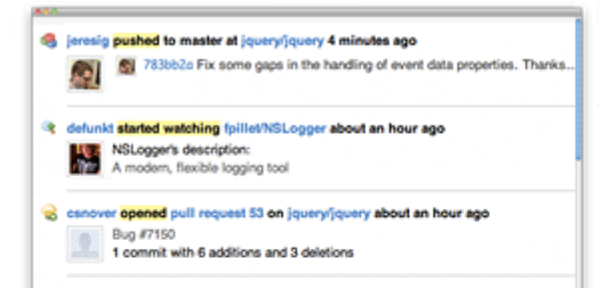 jeresig pushed to master at jquery/jquery 4 minutes ago
783bb2a Fix some gaps in the handling of event data properties. Thanks...
defunkt started watching fpillet/NSLogger about an hour ago
NSLogger's description:
A modern, flexible logging tool
csnover opened pull request 53 on jquery/jquery about an hour ago
Bug #7150
1 commit with 6 additions and 3 deletions